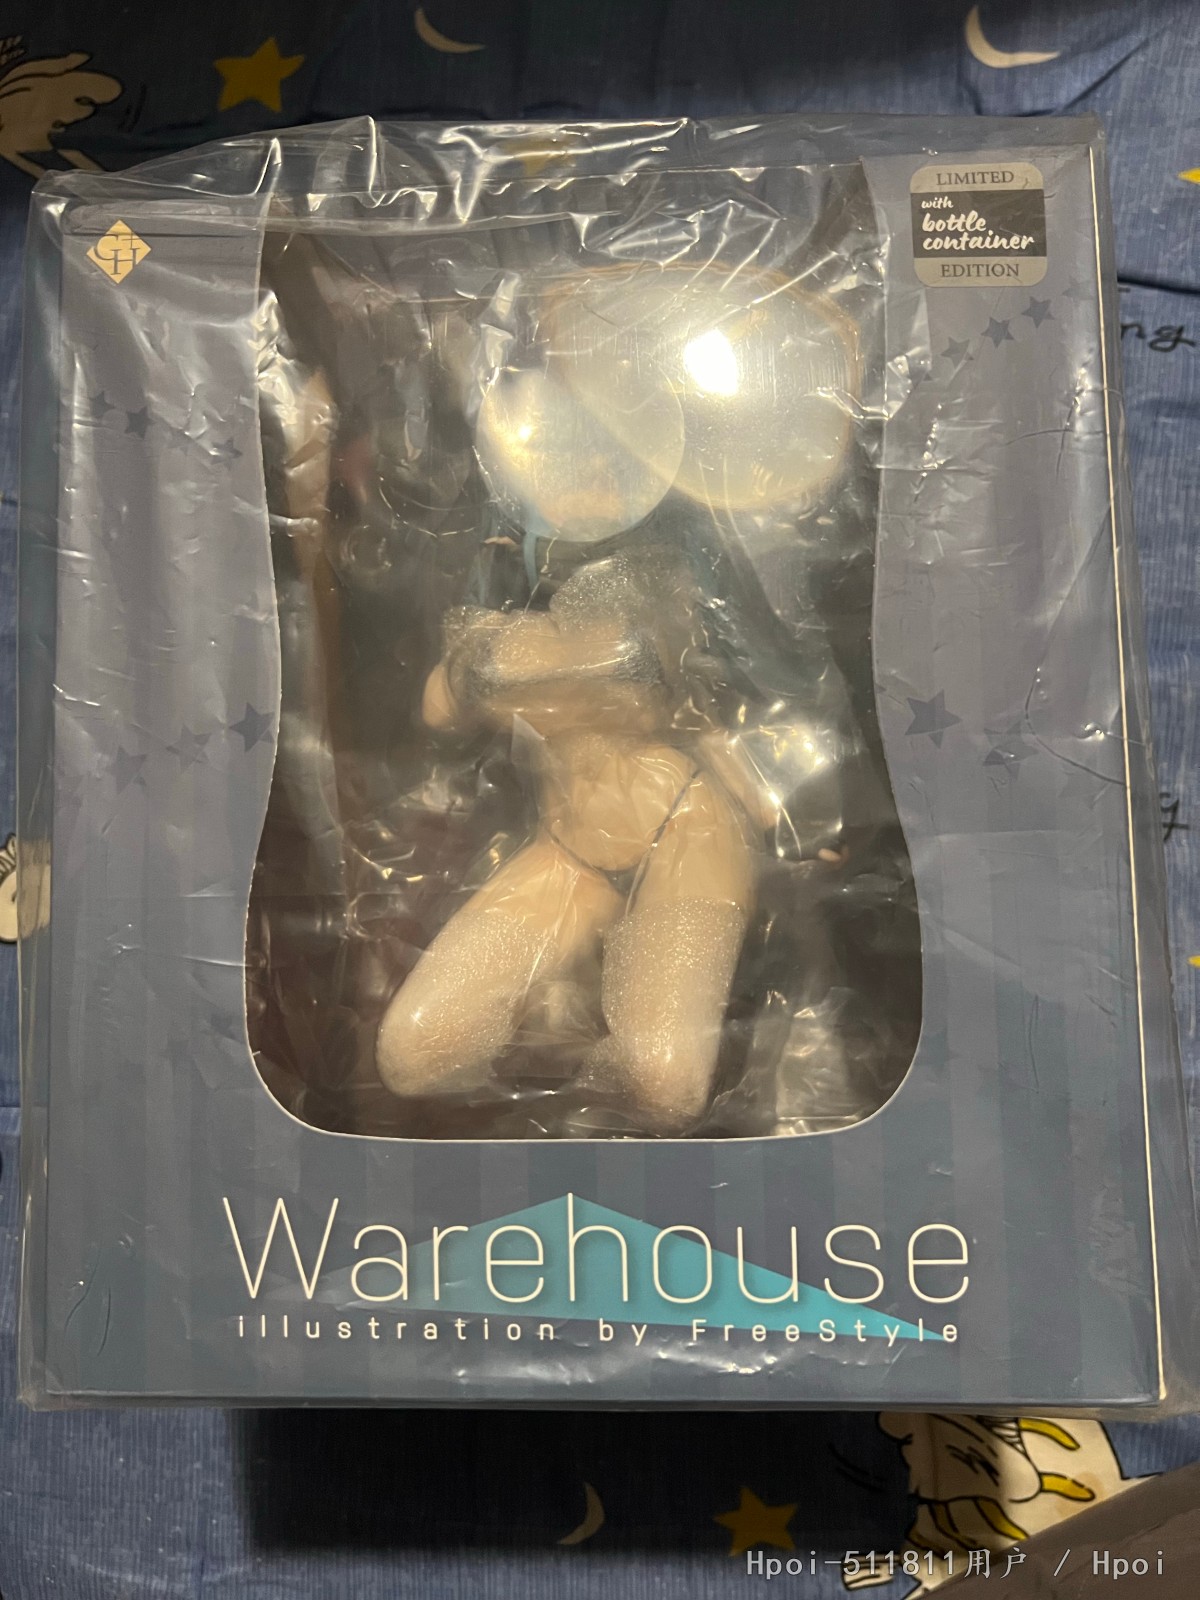 LIMITED
with
bottle
container
EDITION
Warehouse
illustration by FreeStyle
Hpoi-511811用户 / Hpoi